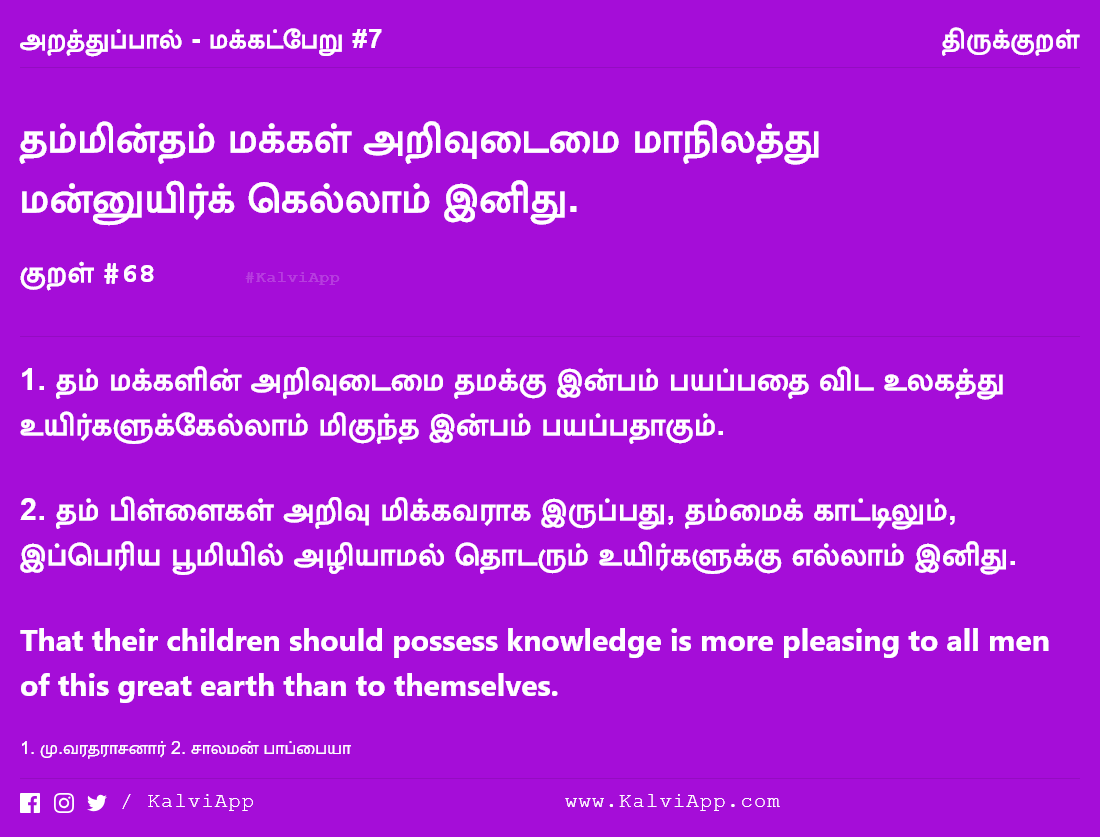 அறத்துப்பால் - மக்கட்பேறு #7
திருக்குறள்
தம்மின்தம் மக்கள் அறிவுடைமை மாநிலத்து
மன்னுயிர்க் கெல்லாம் இனிது.
குறள் #68
#KalviApp
1. தம் மக்களின் அறிவுடைமை தமக்கு இன்பம் பயப்பதை விட உலகத்து
உயிர்களுக்கேல்லாம் மிகுந்த இன்பம் பயப்பதாகும்.
2. தம் பிள்ளைகள் அறிவு மிக்கவராக இருப்பது, தம்மைக் காட்டிலும்,
இப்பெரிய பூமியில் அழியாமல் தொடரும் உயிர்களுக்கு எல்லாம் இனிது.
That their children should possess knowledge is more pleasing to all men
of this great earth than to themselves.
1. மு.வரதராசனார் 2. சாலமன் பாப்பையா
/ KalviApp
www.KalviApp.com